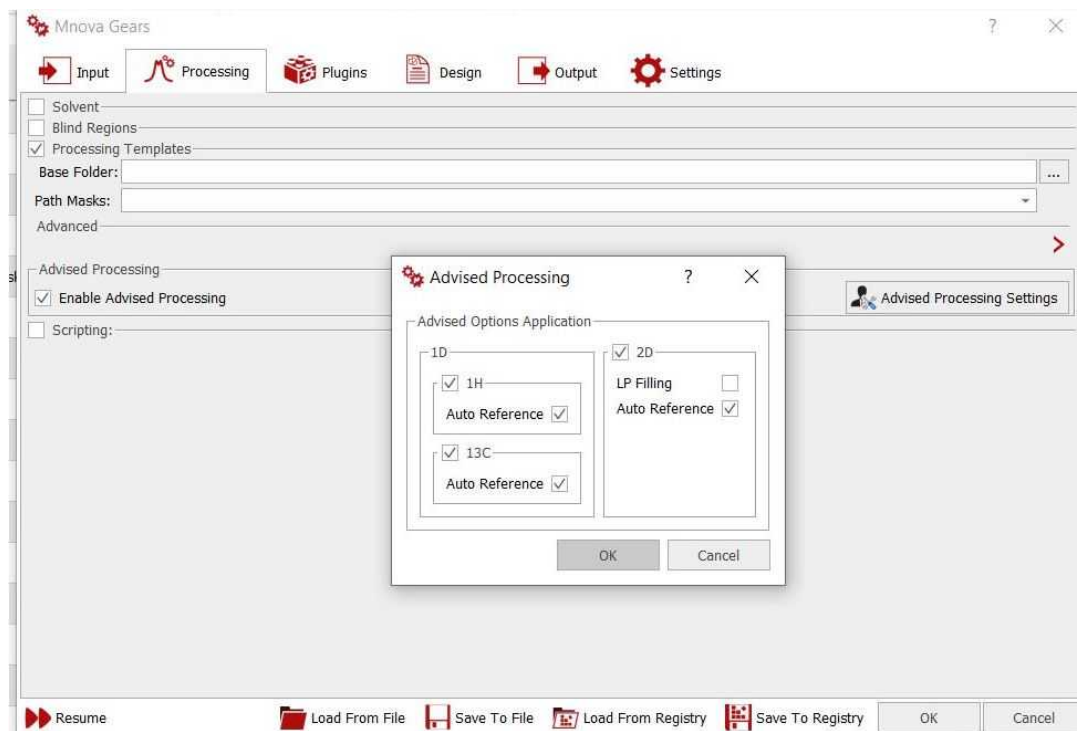 Mnova Gears ? ×
Input Processing Plugins Design Output Settings
Solvent
Blind Regions
Processing Templates
Base Folder: ...
Path Masks:
Advanced
Advised Processing
Enable Advised Processing
Advised Processing Settings
Scripting:
Advised Processing ? ×
Advised Options Application
1D
1H
Auto Reference
13C
Auto Reference
2D
LP Filling
Auto Reference
OK Cancel
Resume Load From File Save To File Load From Registry Save To Registry OK Cancel